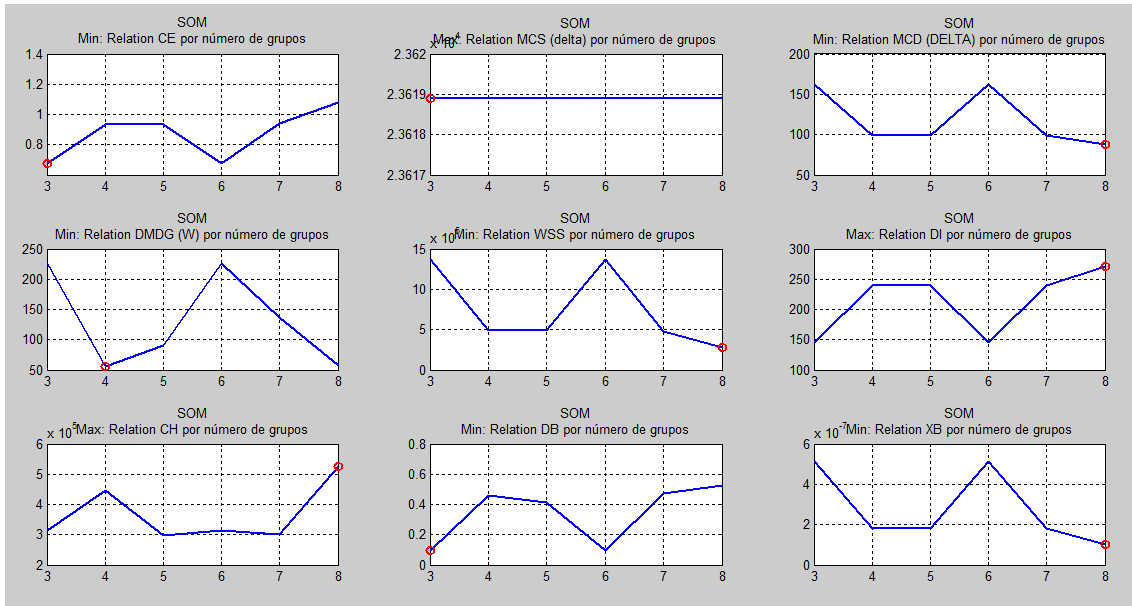 SOM
Min: Relation CE por número de grupos
1.4
1.2
1
0.8
3 4 5 6 7 8
SOM
Max: Relation MCS (delta) por número de grupos
x 10^4
2.362
2.3619
2.3618
2.3617
3 4 5 6 7 8
SOM
Min: Relation MCD (DELTA) por número de grupos
200
150
100
50
3 4 5 6 7 8
SOM
Min: Relation DMDG (W) por número de grupos
250
200
150
100
50
3 4 5 6 7 8
SOM
Min: Relation WSS por número de grupos
x 10^6
15
10
5
0
3 4 5 6 7 8
SOM
Max: Relation DI por número de grupos
300
250
200
150
100
3 4 5 6 7 8
SOM
Max: Relation CH por número de grupos
x 10^5
6
5
4
3
2
3 4 5 6 7 8
SOM
Min: Relation DB por número de grupos
0.8
0.6
0.4
0.2
0
3 4 5 6 7 8
SOM
Min: Relation XB por número de grupos
x 10^-7
6
4
2
0
3 4 5 6 7 8